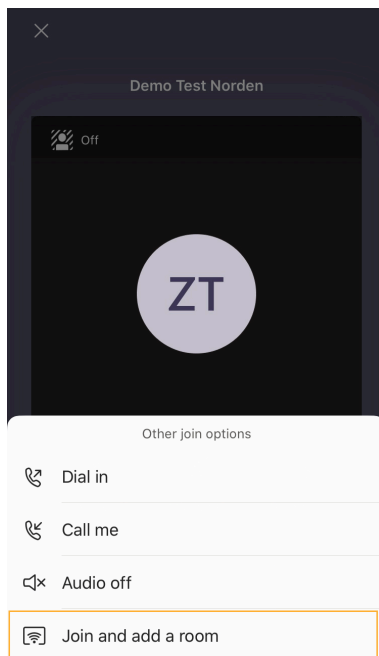 Demo Test Norden
Off
ZT
Other join options
Dial in
Call me
Audio off
Join and add a room